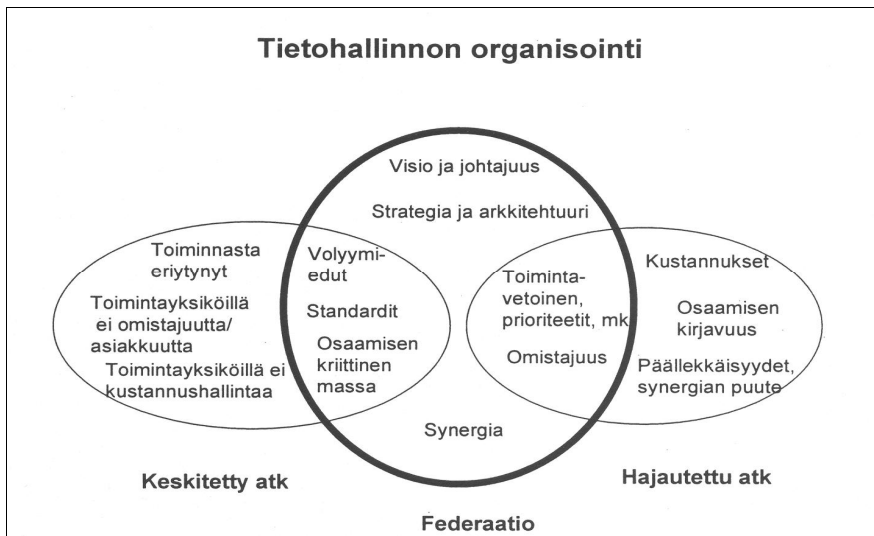 Tietohallinnon organisointi
Visio ja johtajuus
Strategia ja arkkitehtuuri
Toiminnasta
eriytynyt
Toimintayksiköillä
ei omistajuutta/
asiakkuutta
Toimintayksiköillä ei
kustannushallintaa
Volyymi-
edut
Standardit
Osaamisen
kriittinen
massa
Toiminta-
vetoinen,
prioriteetit, mk
Omistajuus
Kustannukset
Osaamisen
kirjavuus
Päällekkäisyydet,
synergian puute
Synergia
Keskitetty atk
Hajautettu atk
Federaatio